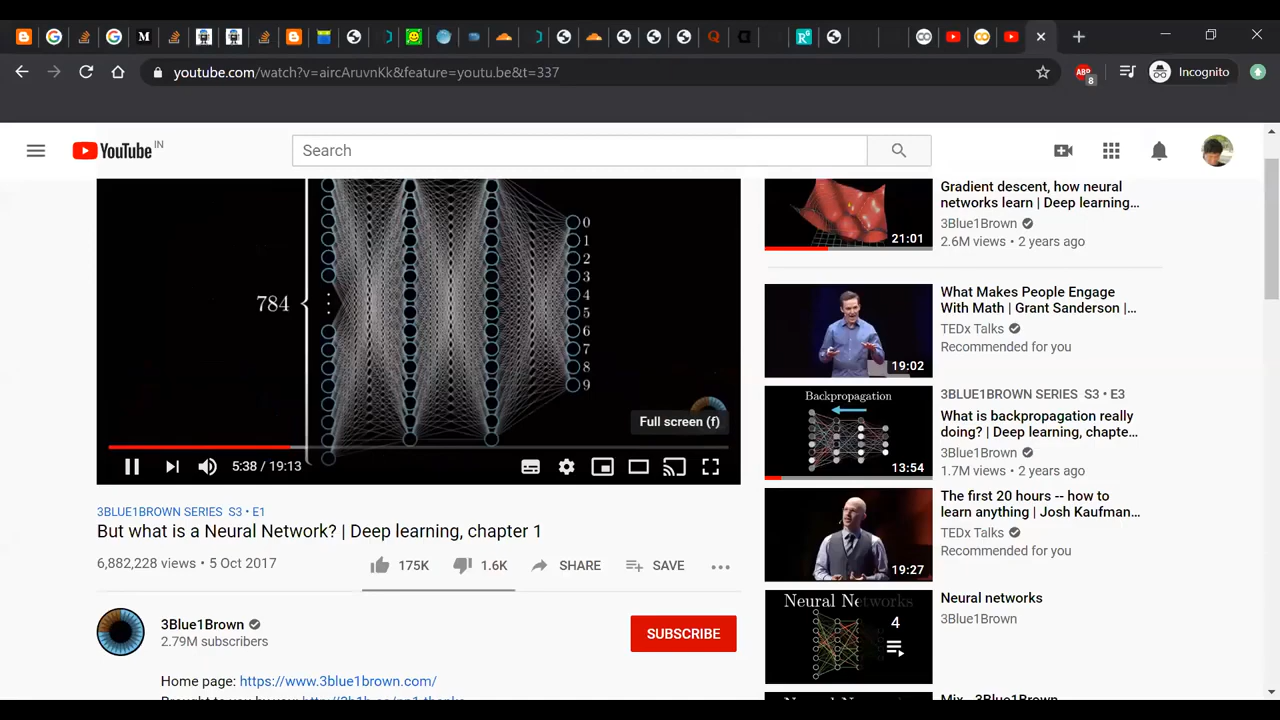 youtube.com/watch?v=aircAruvnKk&feature=youtu.be&t=337
ABP
8
Incognito
YouTube IN
Search
784
0
1
2
3
4
5
6
7
8
9
Full screen (f)
5:38 / 19:13
3BLUE1BROWN SERIES S3 • E1
But what is a Neural Network? | Deep learning, chapter 1
6,882,228 views • 5 Oct 2017
175K
1.6K
SHARE
SAVE
3Blue1Brown
2.79M subscribers
SUBSCRIBE
Home page: https://www.3blue1brown.com/
21:01
Gradient descent, how neural
networks learn | Deep learning...
3Blue1Brown
2.6M views • 2 years ago
19:02
What Makes People Engage
With Math | Grant Sanderson |...
TEDx Talks
Recommended for you
Backpropagation
13:54
3BLUE1BROWN SERIES S3 • E3
What is backpropagation really
doing? | Deep learning, chapte...
3Blue1Brown
1.7M views • 2 years ago
19:27
The first 20 hours -- how to
learn anything | Josh Kaufman...
TEDx Talks
Recommended for you
Neural Networks
4
Neural networks
3Blue1Brown